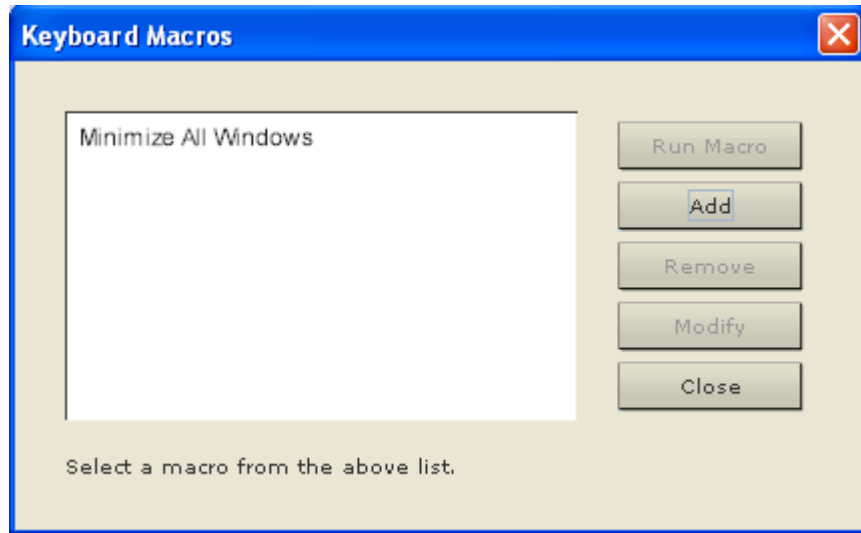 Keyboard Macros
Minimize All Windows
Run Macro
Add
Remove
Modify
Close
Select a macro from the above list.